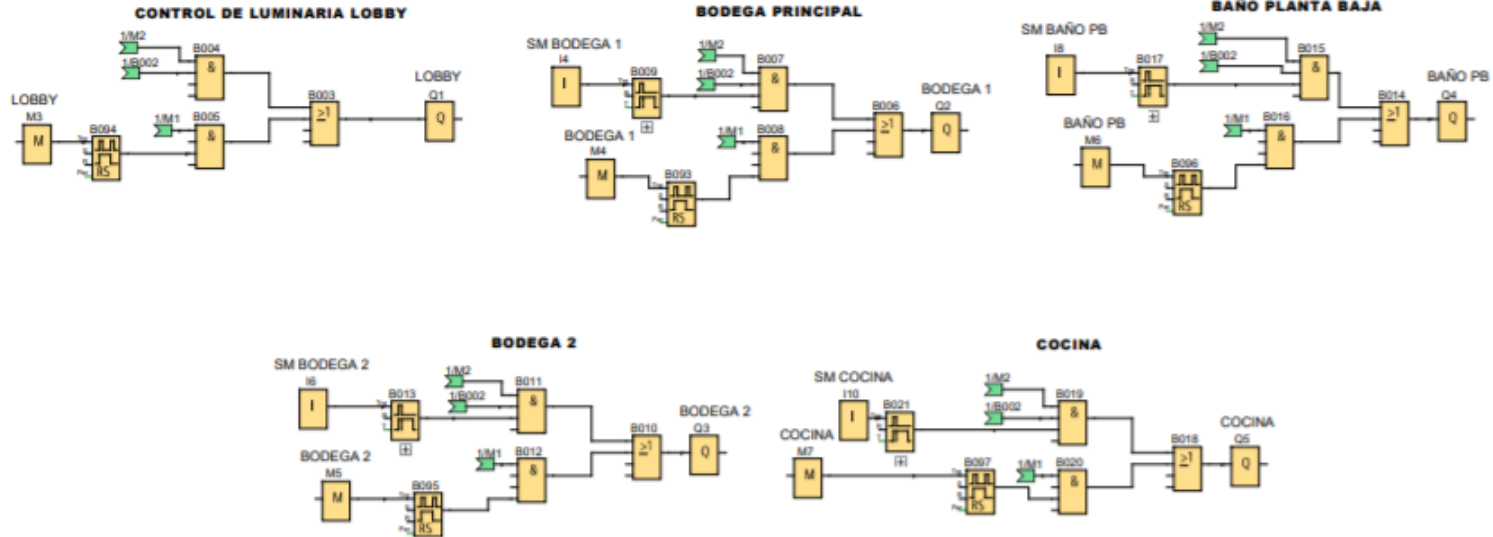 CONTROL DE LUMINARIA LOBBY
1/M2
B004
1/B002
&
LOBBY
B003
Q1
LOBBY
M3
1/M1
B005
≥1
Q
B094
&
M
RS
Par
BODEGA PRINCIPAL
SM BODEGA 1
1/M2
I4
B009
B007
1/B002
&
I
BODEGA 1
B006
Q2
BODEGA 1
1/M1
B008
≥1
Q
M4
&
B093
M
RS
Par
BAÑO PLANTA BAJA
SM BAÑO PB
1/M2
I8
B017
B015
1/B002
&
I
BAÑO PB
B014
Q4
BAÑO PB
1/M1
B016
≥1
Q
M6
&
B096
M
RS
Par
BODEGA 2
SM BODEGA 2
1/M2
I6
B013
B011
1/B002
&
I
BODEGA 2
B010
Q3
BODEGA 2
1/M1
B012
≥1
Q
M5
&
B095
M
RS
Par
COCINA
SM COCINA
1/M2
I10
B021
B019
1/B002
&
I
COCINA
COCINA
B018
Q5
M7
B097
1/M1
B020
≥1
Q
M
&
RS
Par